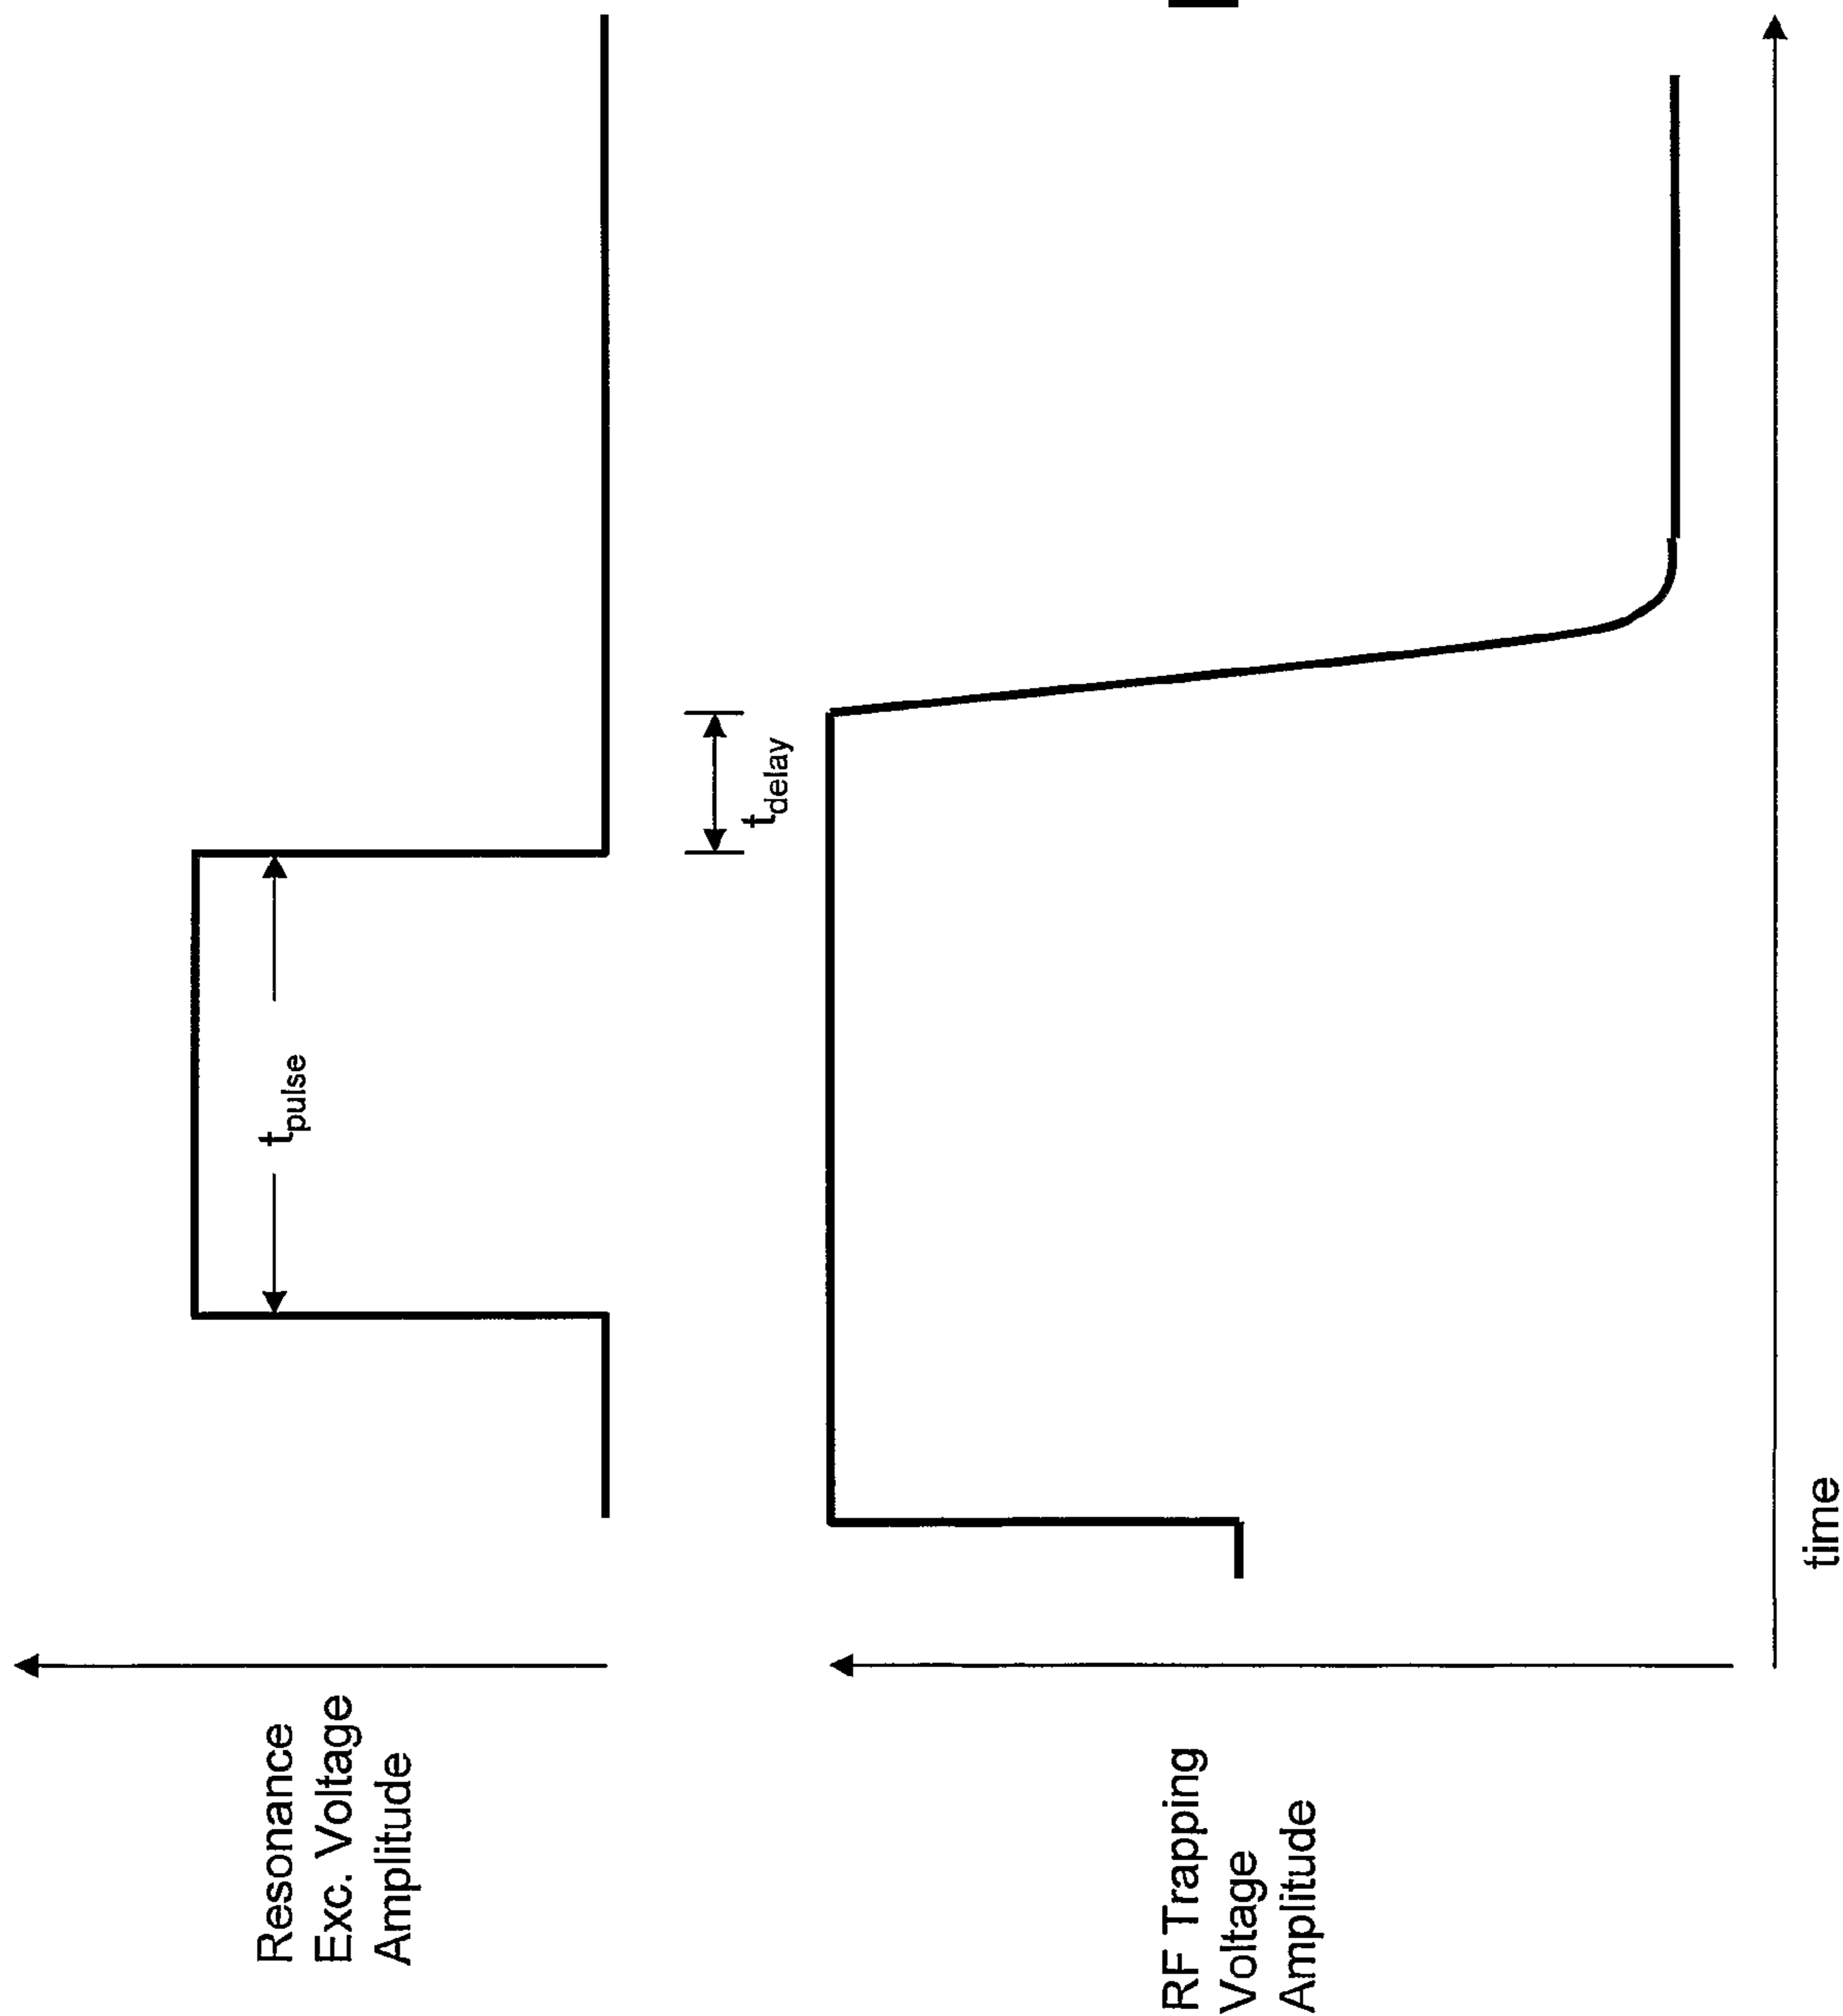 Resonance
Exc. Voltage
Amplitude
t_pulse
t_delay
RF Trapping
Voltage
Amplitude
time